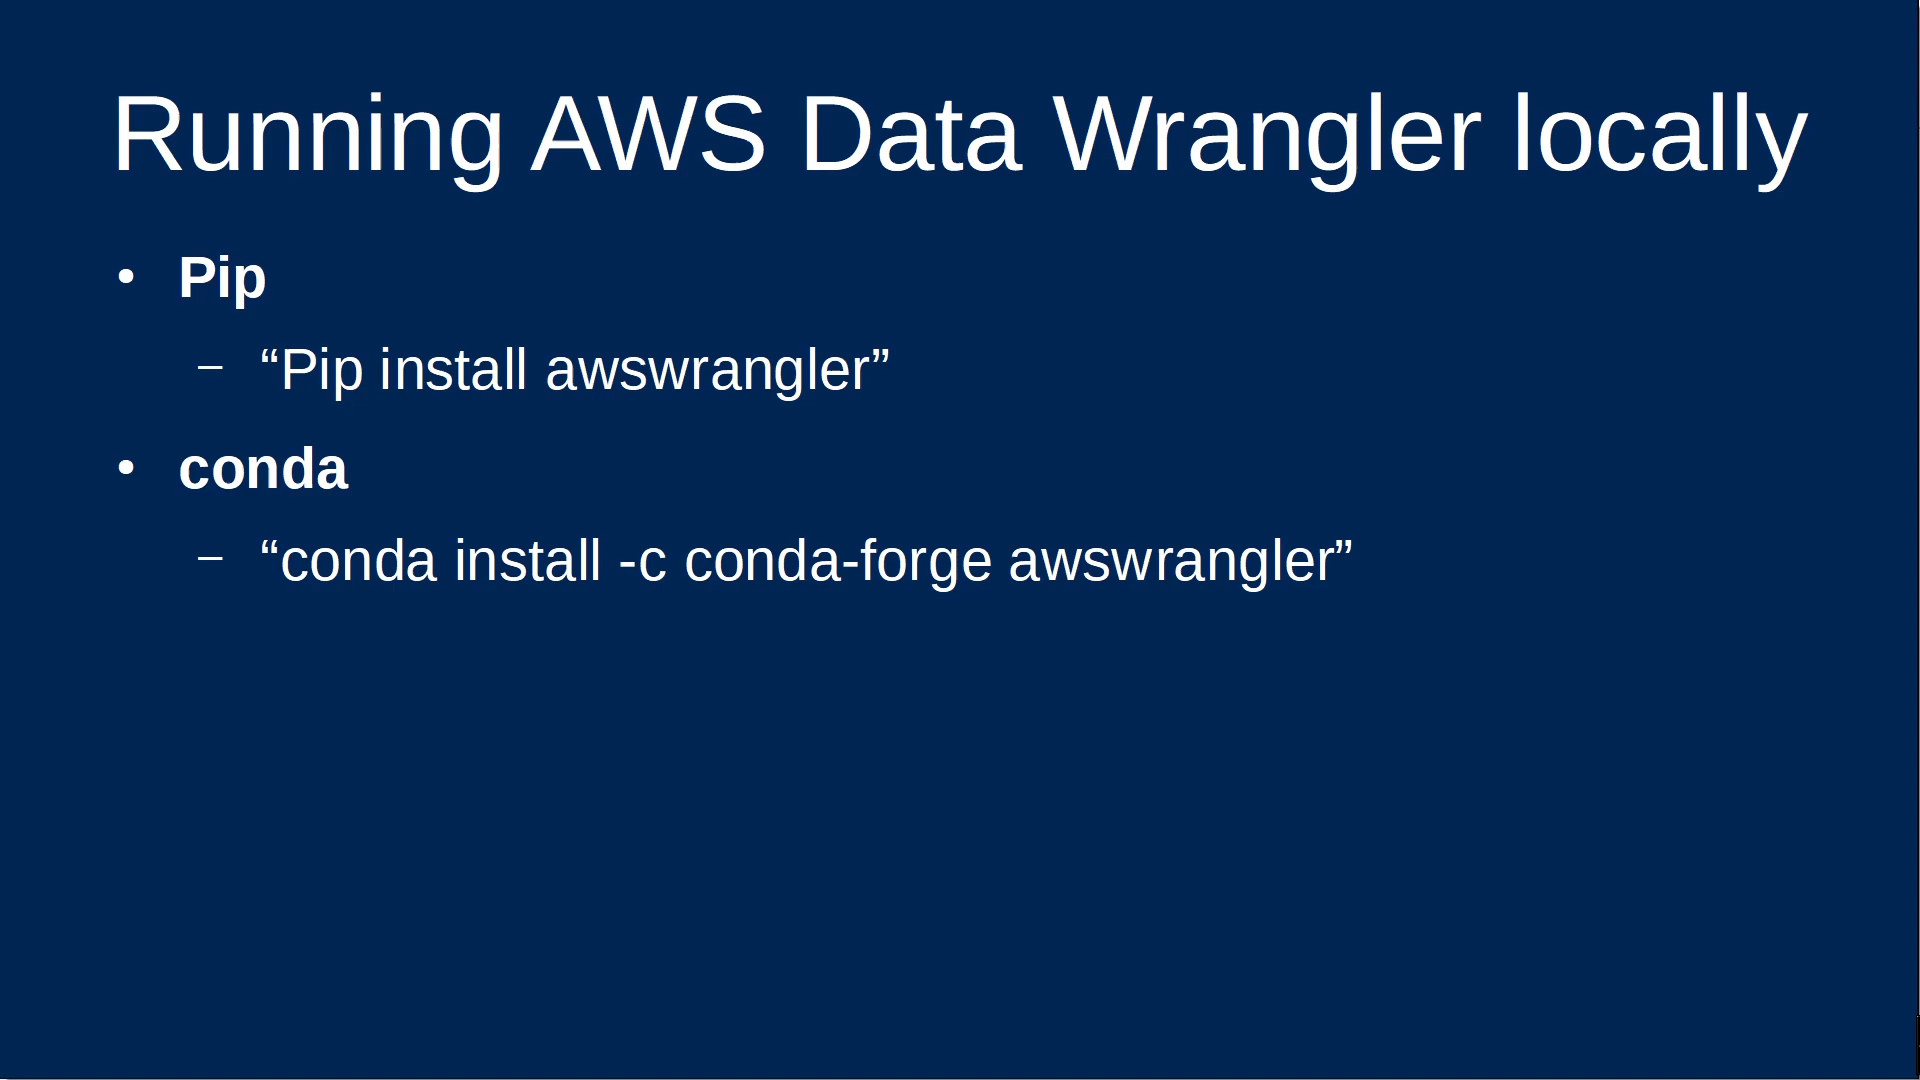 Running AWS Data Wrangler locally
• Pip
– “Pip install awswrangler”
• conda
– “conda install -c conda-forge awswrangler”